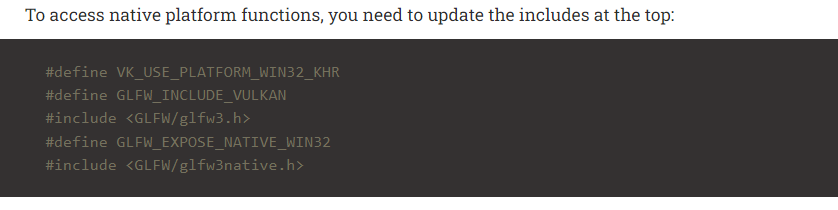 To access native platform functions, you need to update the includes at the top:
#define VK_USE_PLATFORM_WIN32_KHR
#define GLFW_INCLUDE_VULKAN
#include <GLFW/glfw3.h>
#define GLFW_EXPOSE_NATIVE_WIN32
#include <GLFW/glfw3native.h>